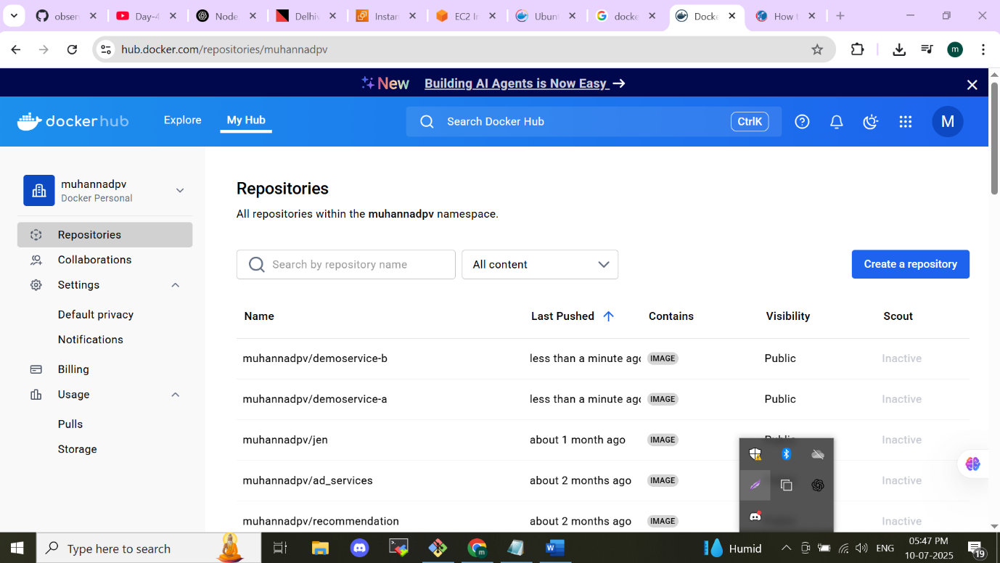 obser
Day-4
Node
Delhiv
Instan
EC2 In
Ubunt
docke
Docke
How t
hub.docker.com/repositories/muhannadpv
m
New Building AI Agents is Now Easy →
dockerhub
Explore
My Hub
Search Docker Hub
CtrlK
M
muhannadpv
Docker Personal
Repositories
Collaborations
Settings
Default privacy
Notifications
Billing
Usage
Pulls
Storage
Repositories
All repositories within the muhannadpv namespace.
Search by repository name
All content
Create a repository
Name Last Pushed Contains Visibility Scout
muhannadpv/demoservice-b less than a minute ago IMAGE Public Inactive
muhannadpv/demoservice-a less than a minute ago IMAGE Public Inactive
muhannadpv/jen about 1 month ago IMAGE Public Inactive
muhannadpv/ad_services about 2 months ago IMAGE Inactive
muhannadpv/recommendation about 2 months ago IMAGE Inactive
Type here to search
Humid
ENG
05:47 PM
10-07-2025
19